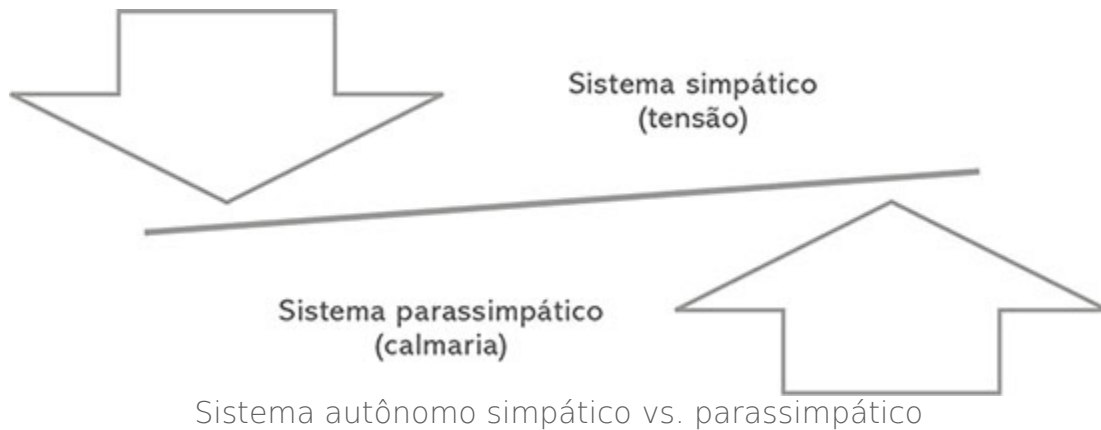 Sistema simpático
(tensão)
Sistema parassimpático
(calmaria)
Sistema autônomo simpático vs. parassimpático